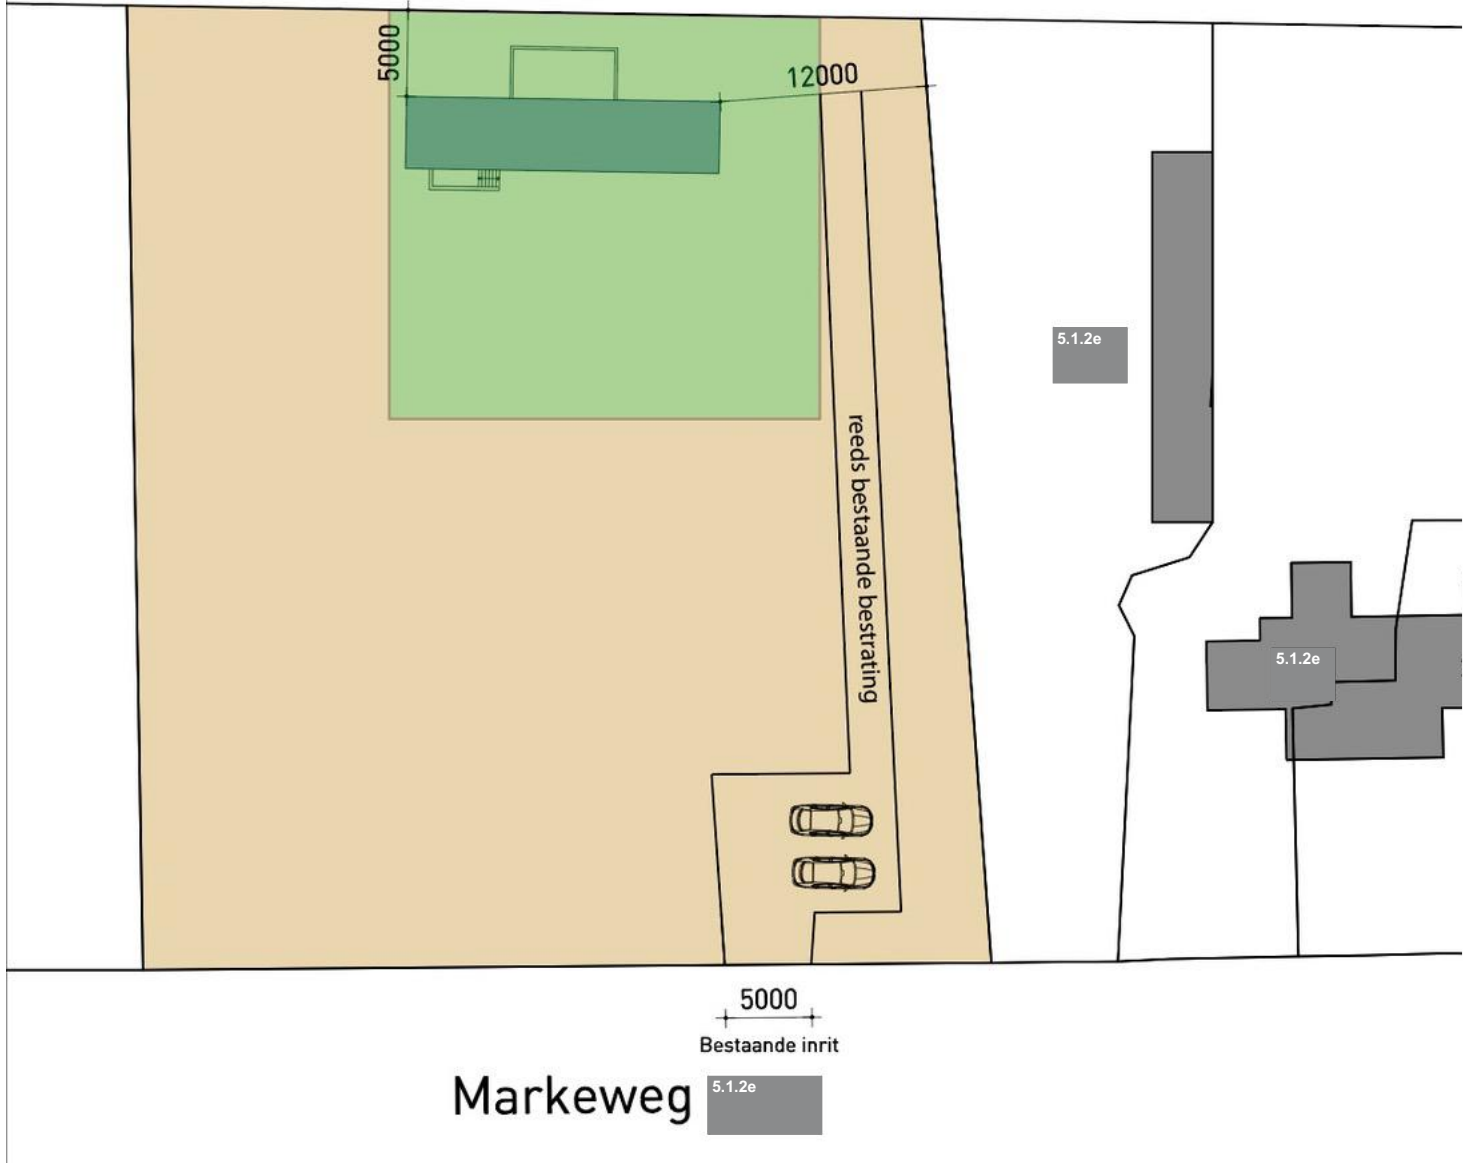 5000
12000
5.1.2e
reeds bestaande bestrating
5.1.2e
5000
Bestaande inrit
Markeweg 5.1.2e